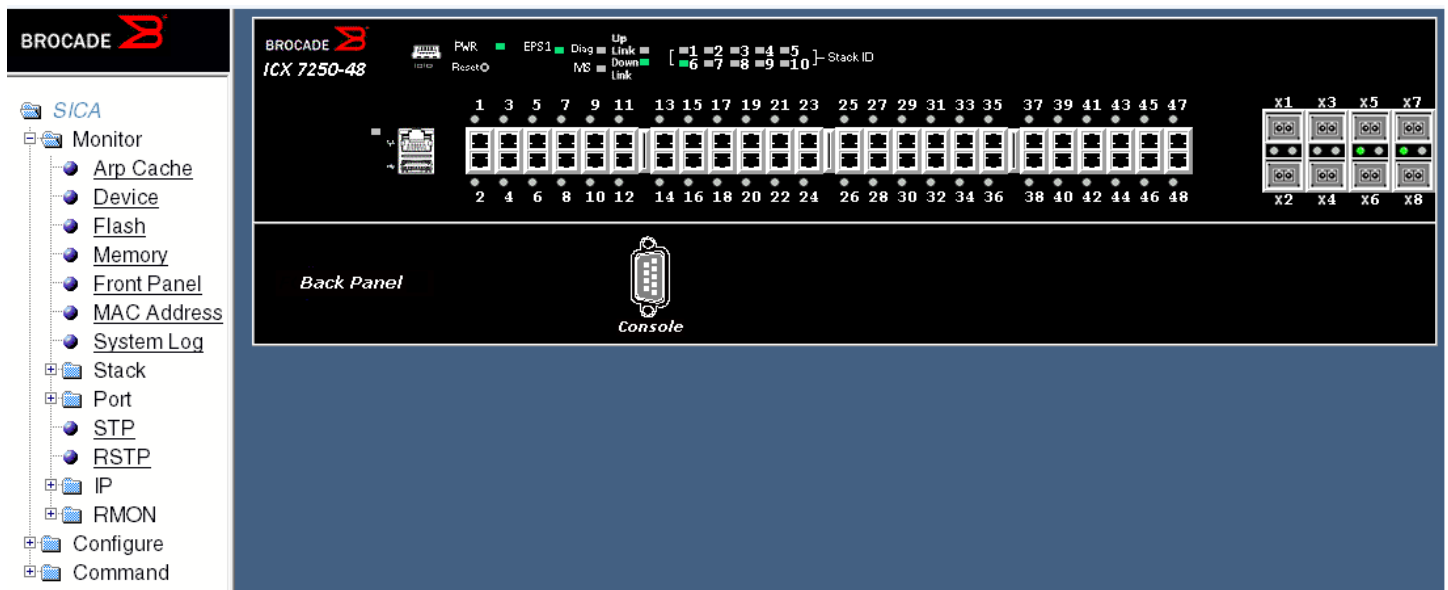 BROCADE
SICA
Monitor
Arp Cache
Device
Flash
Memory
Front Panel
MAC Address
System Log
Stack
Port
STP
RSTP
IP
RMON
Configure
Command
BROCADE
ICX 7250-48
PWR EPS1 Diag Up Link
Reset MS Down Link
1 2 3 4 5
6 7 8 9 10
Stack ID
1 3 5 7 9 11 13 15 17 19 21 23 25 27 29 31 33 35 37 39 41 43 45 47
2 4 6 8 10 12 14 16 18 20 22 24 26 28 30 32 34 36 38 40 42 44 46 48
X1 X3 X5 X7
X2 X4 X6 X8
Back Panel
Console